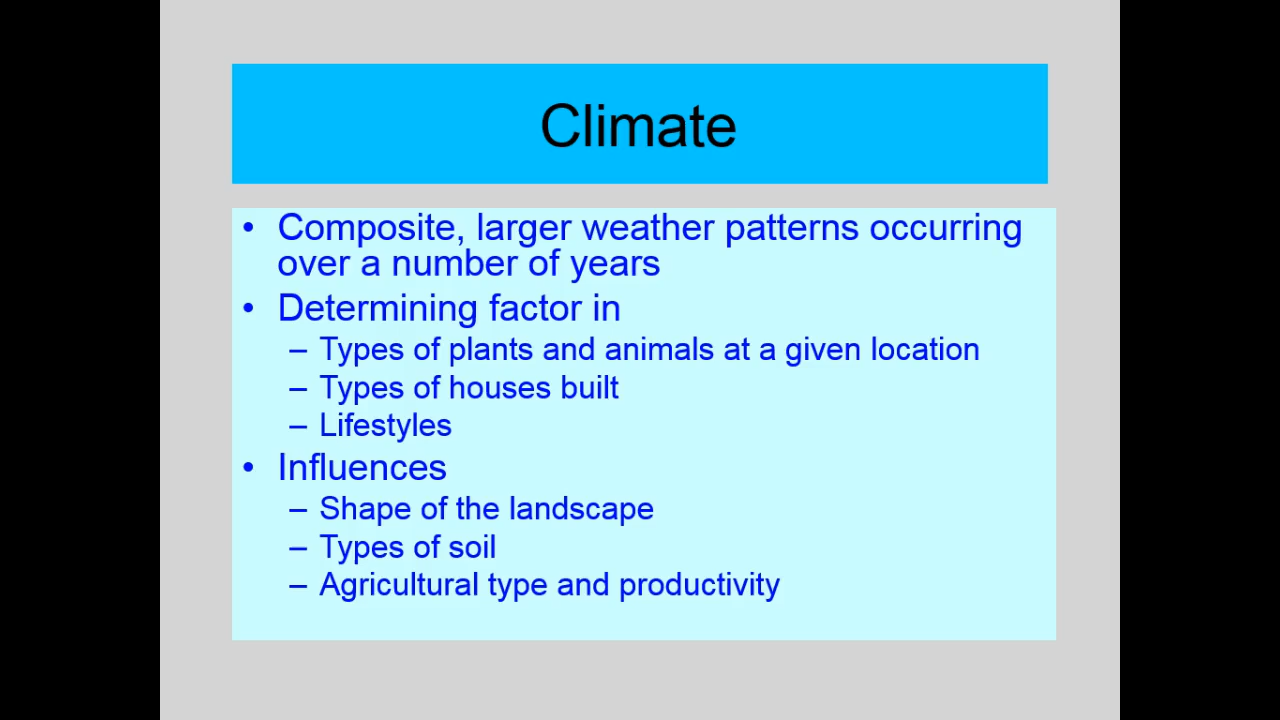 Climate
• Composite, larger weather patterns occurring
over a number of years
• Determining factor in
– Types of plants and animals at a given location
– Types of houses built
– Lifestyles
• Influences
– Shape of the landscape
– Types of soil
– Agricultural type and productivity